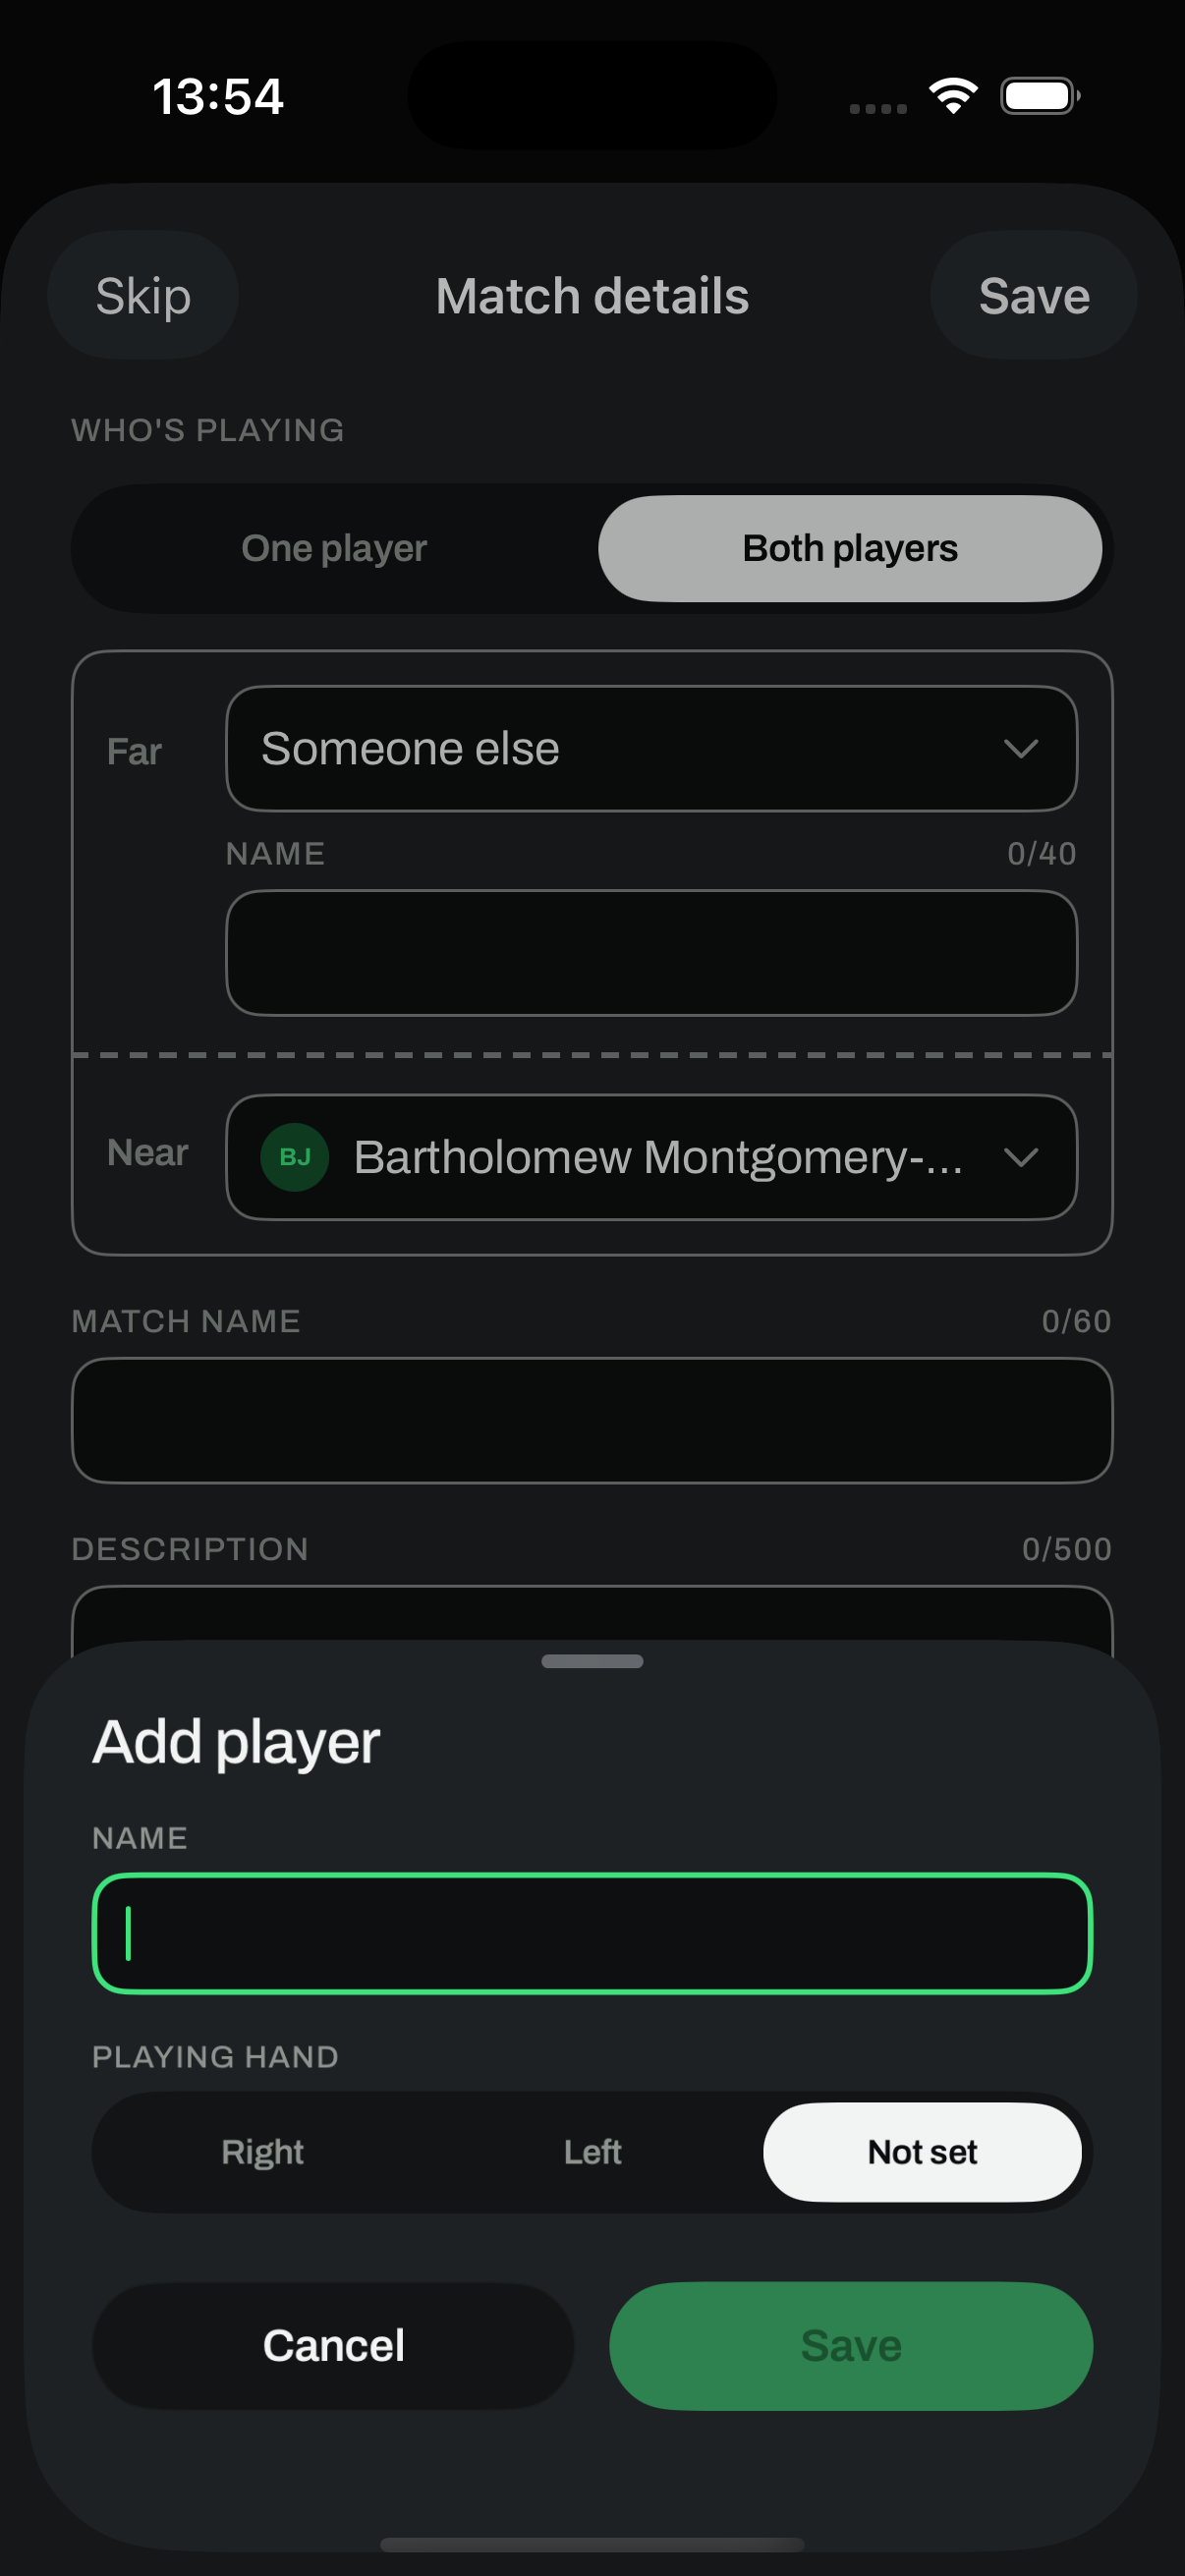 13:54
Skip
Match details
Save
WHO'S PLAYING
One player
Both players
Far
Someone else
NAME
0/40
Near
BJ
Bartholomew Montgomery-...
MATCH NAME
0/60
DESCRIPTION
0/500
Add player
NAME
PLAYING HAND
Right
Left
Not set
Cancel
Save